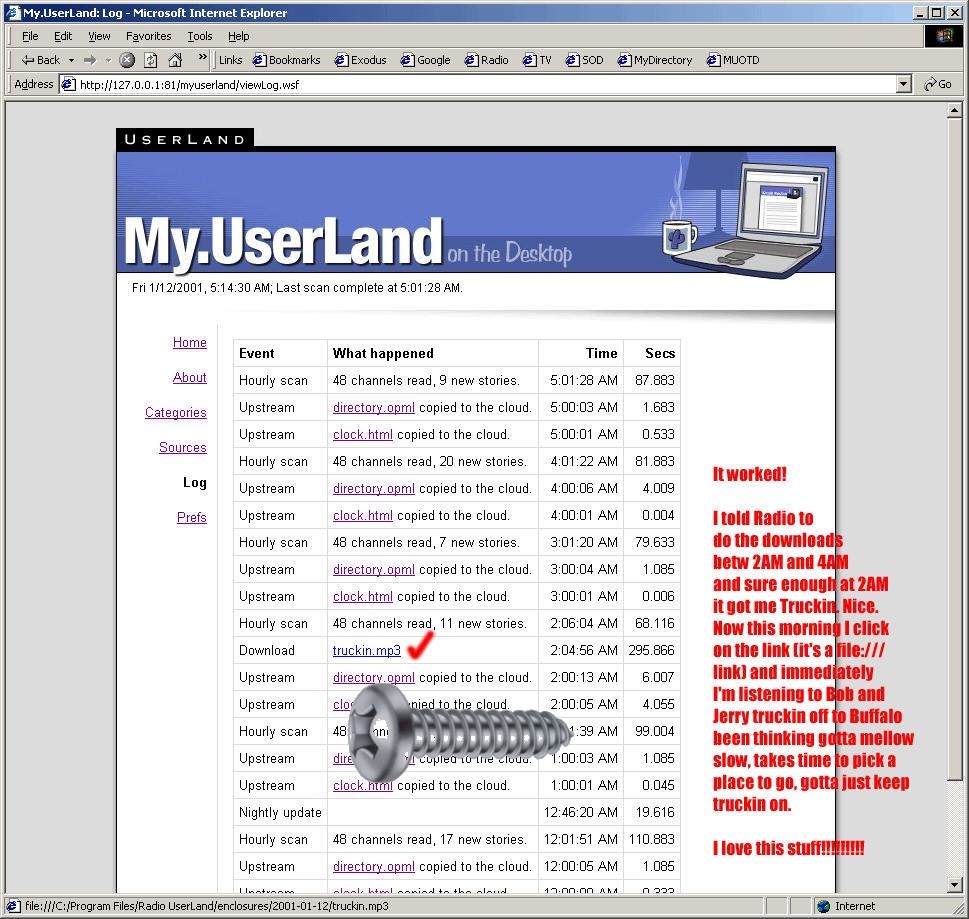 My.UserLand: Log - Microsoft Internet Explorer
File Edit View Favorites Tools Help
Back » Links Bookmarks Exodus Google Radio TV SOD MyDirectory MUOTD
Address http://127.0.0.1:81/myuserland/viewLog.wsf Go
USERLAND
My.UserLand on the Desktop
Fri 1/12/2001, 5:14:30 AM; Last scan complete at 5:01:28 AM.
Home
About
Categories
Sources
Log
Prefs
Event What happened Time Secs
Hourly scan 48 channels read, 9 new stories. 5:01:28 AM 87.883
Upstream directory.opml copied to the cloud. 5:00:03 AM 1.683
Upstream clock.html copied to the cloud. 5:00:01 AM 0.533
Hourly scan 48 channels read, 20 new stories. 4:01:22 AM 81.883
Upstream directory.opml copied to the cloud. 4:00:06 AM 4.009
Upstream clock.html copied to the cloud. 4:00:01 AM 0.004
Hourly scan 48 channels read, 7 new stories. 3:01:20 AM 79.633
Upstream directory.opml copied to the cloud. 3:00:04 AM 1.085
Upstream clock.html copied to the cloud. 3:00:01 AM 0.006
Hourly scan 48 channels read, 11 new stories. 2:06:04 AM 68.116
Download truckin.mp3 2:04:56 AM 295.866
Upstream directory.opml copied to the cloud. 2:00:13 AM 6.007
Upstream copied to the cloud. 2:00:05 AM 4.055
Hourly scan 48 :39 AM 99.004
Upstream copied to the cloud. 1:00:03 AM 1.085
Upstream clock.html copied to the cloud. 1:00:01 AM 0.045
Nightly update 12:46:20 AM 19.616
Hourly scan 48 channels read, 17 new stories. 12:01:51 AM 110.883
Upstream directory.opml copied to the cloud. 12:00:05 AM 1.085
Upstream clock.html copied to the cloud. 12:00:00 AM 0.333
It worked!
I told Radio to
do the downloads
betw 2AM and 4AM
and sure enough at 2AM
it got me Truckin. Nice.
Now this morning I click
on the link (it's a file:///
link) and immediately
I'm listening to Bob and
Jerry truckin off to Buffalo
been thinking gotta mellow
slow, takes time to pick a
place to go, gotta just keep
truckin on.
I love this stuff!!!!!!!!!
file:///C:/Program Files/Radio UserLand/enclosures/2001-01-12/truckin.mp3 Internet